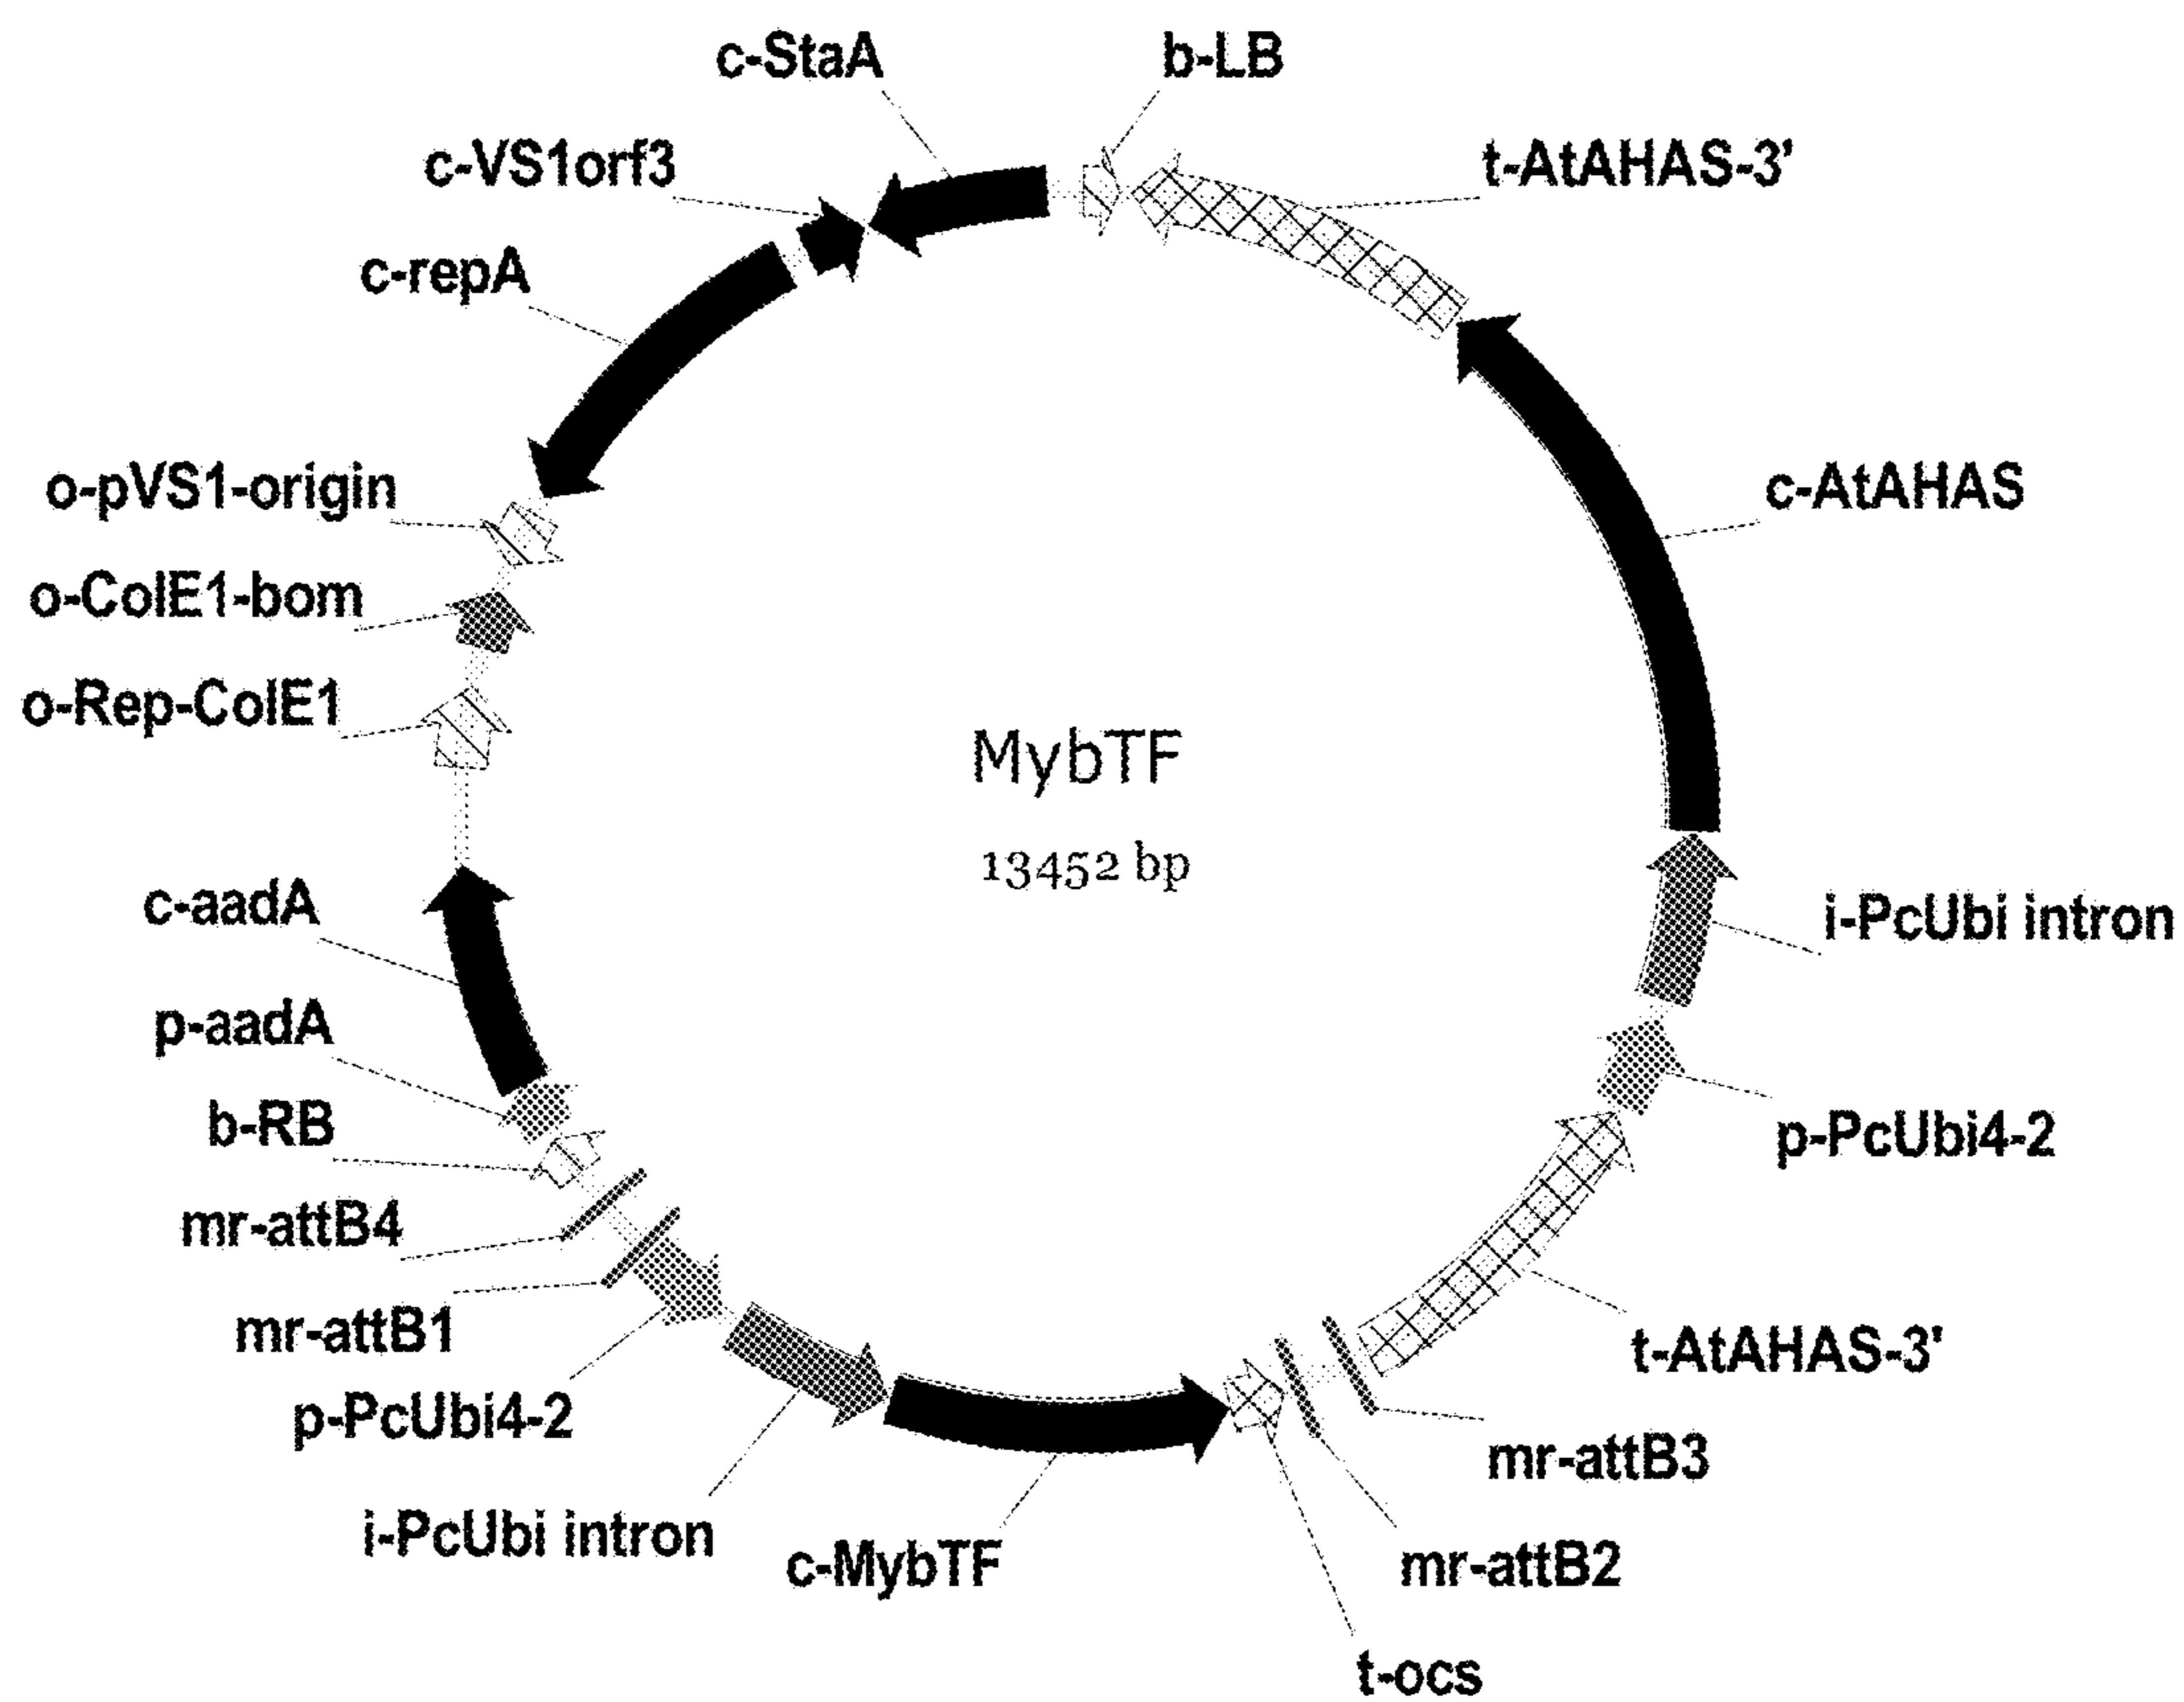 c-StaA
b-LB
c-VS1orf3
t-AtAHAS-3'
c-repA
o-pVS1-origin
c-AtAHAS
o-ColE1-bom
o-Rep-ColE1
MybTF
13452 bp
c-aadA
i-PcUbi intron
p-aadA
b-RB
p-PcUbi4-2
mr-attB4
mr-attB1
t-AtAHAS-3'
p-PcUbi4-2
mr-attB3
i-PcUbi intron
c-MybTF
mr-attB2
t-ocs